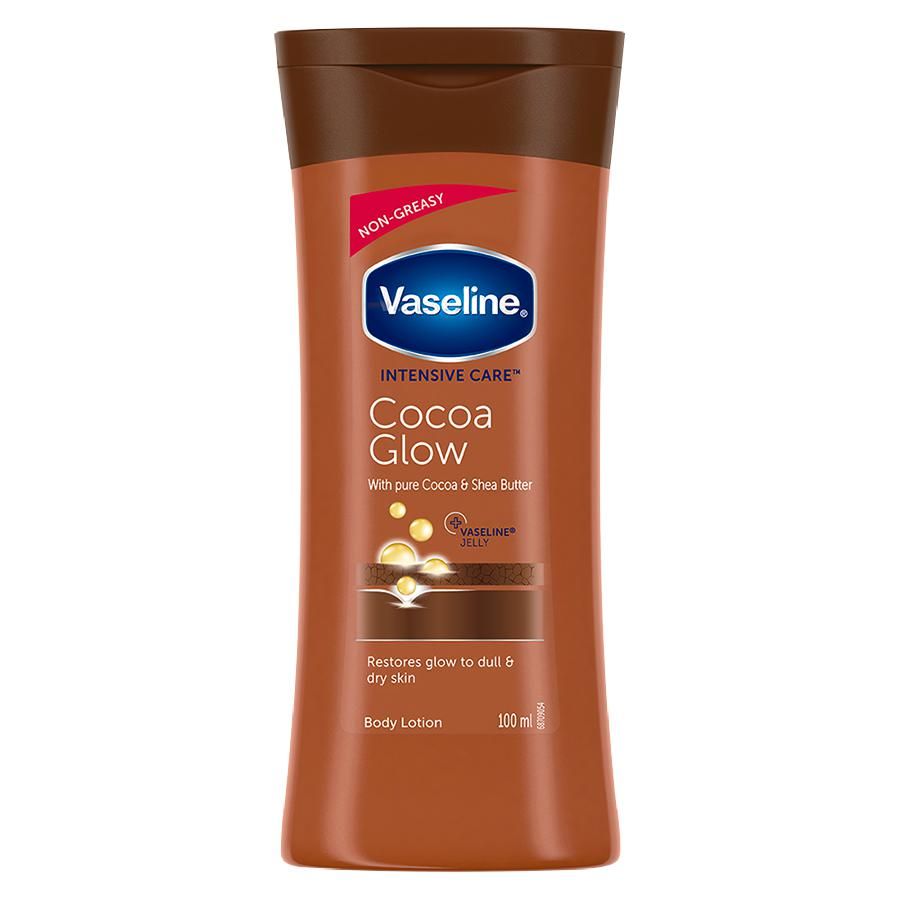 NON-GREASY
Vaseline®
INTENSIVE CARE™
Cocoa
Glow
With pure Cocoa & Shea Butter
VASELINE®
JELLY
Restores glow to dull &
dry skin
Body Lotion 100 ml
68709054